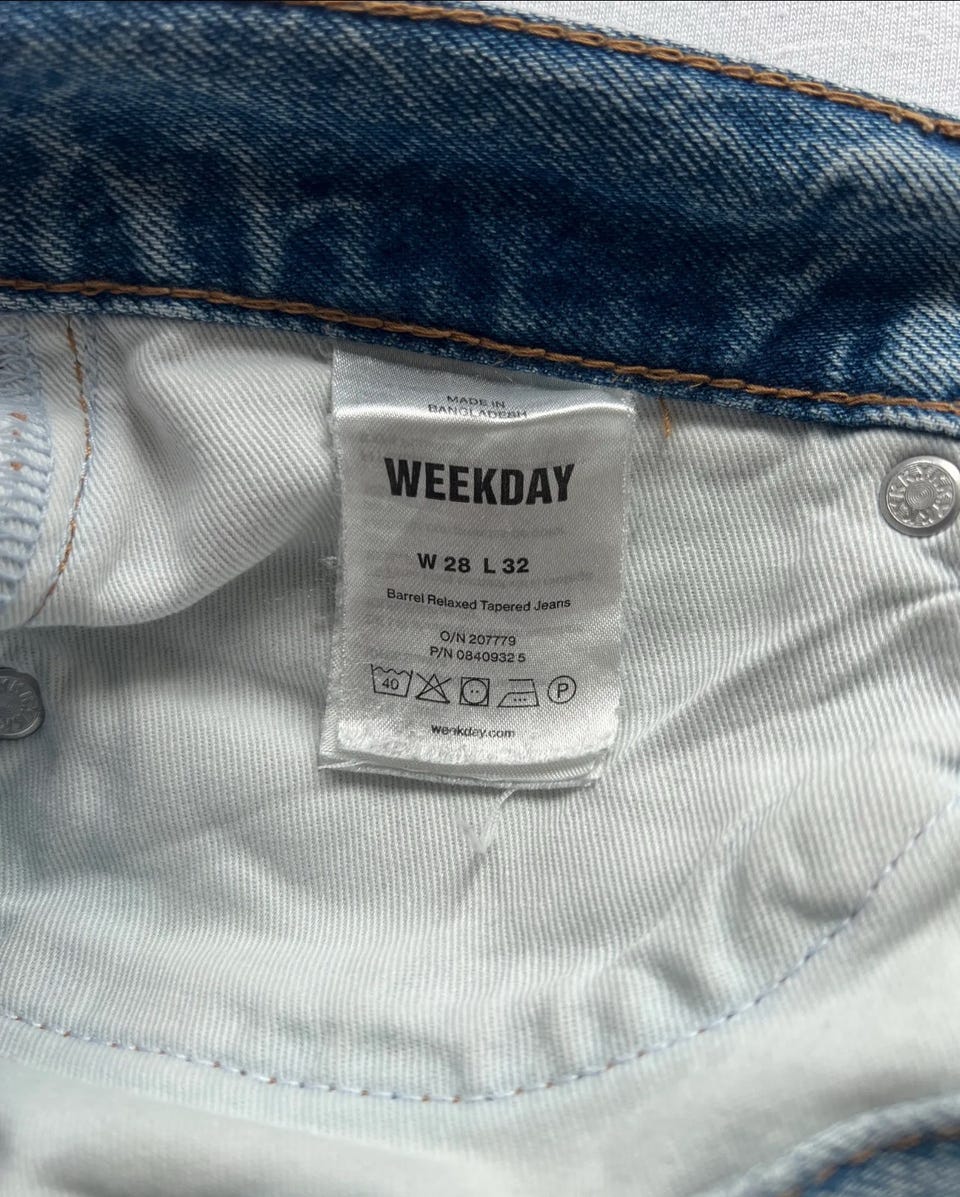 MADE IN
BANGLADESH
WEEKDAY
W 28 L 32
Barrel Relaxed Tapered Jeans
O/N 207779
P/N 0840932 5
40
P
weekday.com